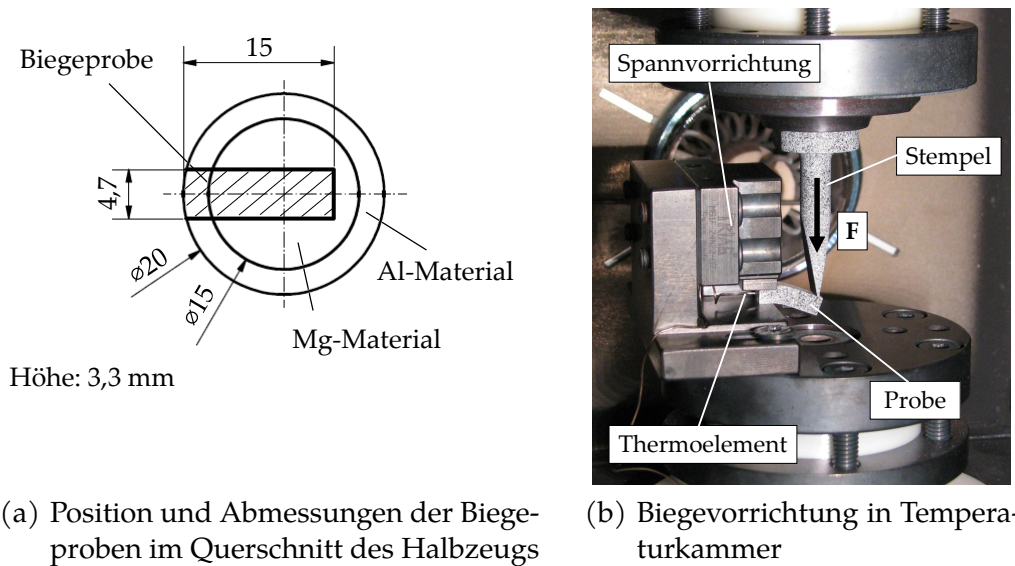 15
Biegeprobe
4,7
⌀20
⌀15
Al-Material
Mg-Material
Höhe: 3,3 mm
Spannvorrichtung
Stempel
F
Probe
Thermoelement
(a) Position und Abmessungen der Biege-
proben im Querschnitt des Halbzeugs
(b) Biegevorrichtung in Tempera-
turkammer